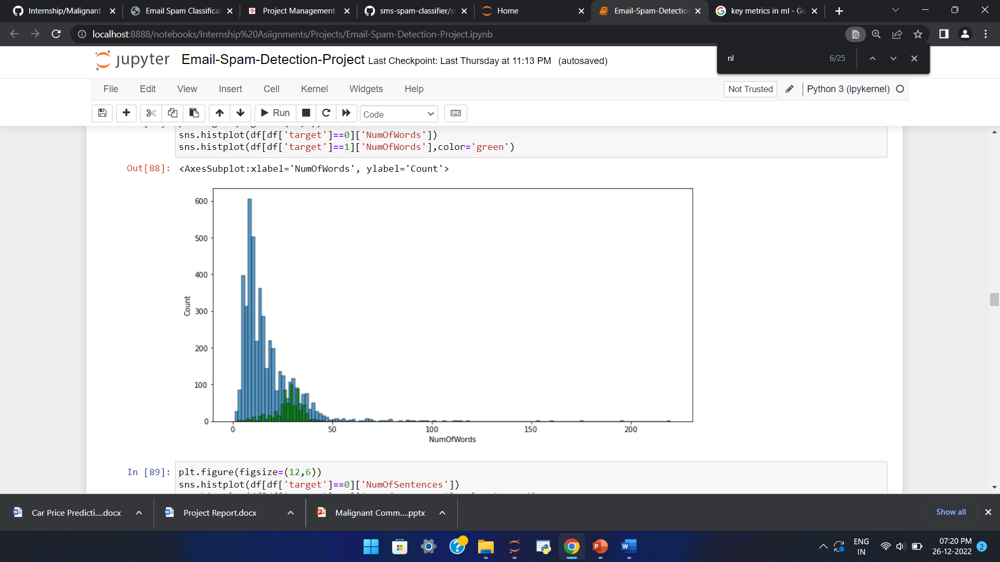 Internship/Malignant
Email Spam Classificat
Project Management
sms-spam-classifier/s
Home
Email-Spam-Detectio
key metrics in ml - Go
localhost:8888/notebooks/Internship%20Asiignments/Projects/Email-Spam-Detection-Project.ipynb
nl
6/25
jupyter
Email-Spam-Detection-Project Last Checkpoint: Last Thursday at 11:13 PM (autosaved)
File
Edit
View
Insert
Cell
Kernel
Widgets
Help
Not Trusted
Python 3 (ipykernel)
Run
Code
sns.histplot(df[df['target']==0]['NumOfWords'])
sns.histplot(df[df['target']==1]['NumOfWords'],color='green')
Out[88]: <AxesSubplot:xlabel='NumOfWords', ylabel='Count'>
600
500
400
300
200
100
0
Count
0
50
100
150
200
NumOfWords
In [89]: plt.figure(figsize=(12,6))
sns.histplot(df[df['target']==0]['NumOfSentences'])
Car Price Predicti....docx
Project Report.docx
Malignant Comm....pptx
Show all
ENG
IN
07:20 PM
26-12-2022
2